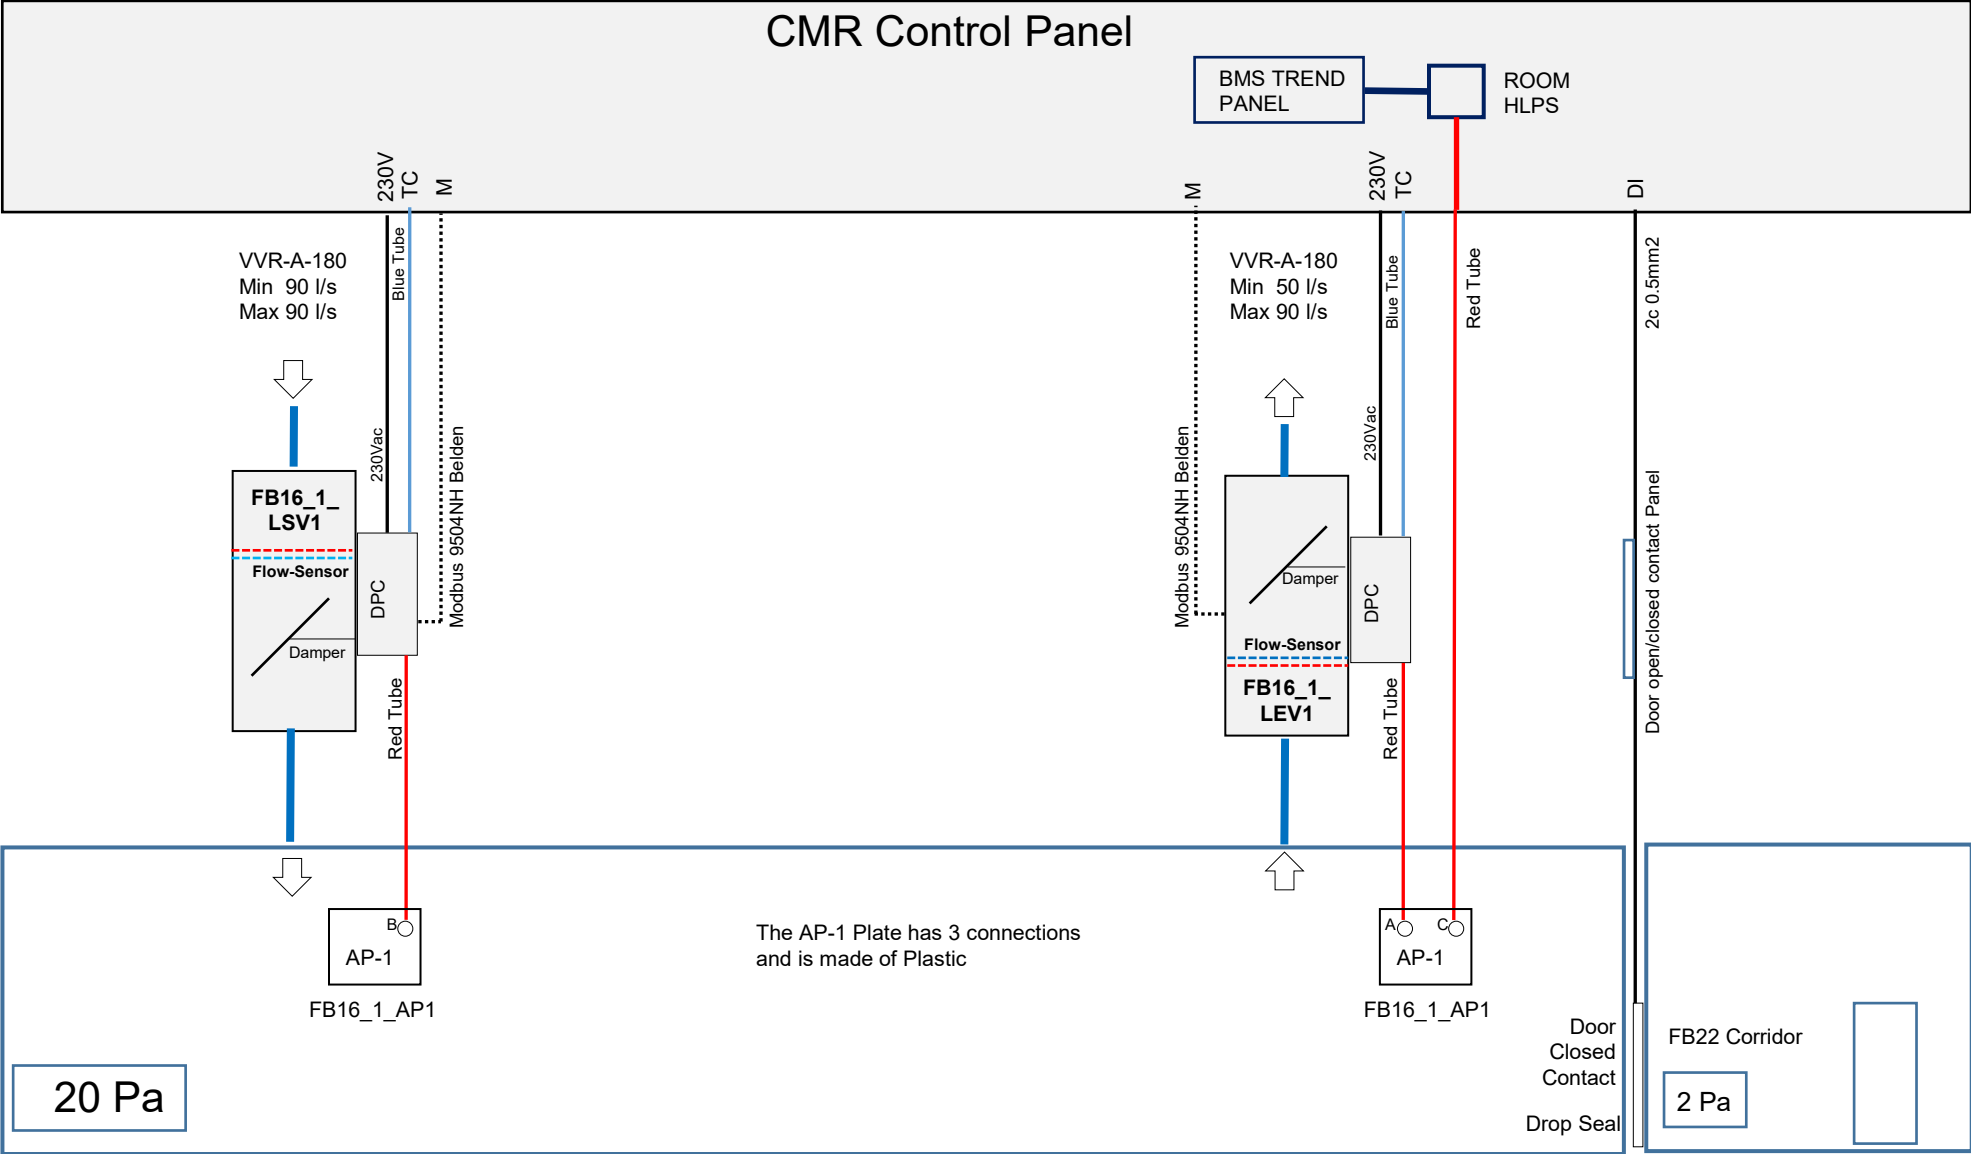 CMR Control Panel
BMS TREND
PANEL
ROOM
HLPS
230V
TC
M
M
230V
TC
DI
VVR-A-180
Min  90 l/s
Max 90 l/s
Blue Tube
230Vac
Modbus 9504NH Belden
FB16_1_
LSV1
Flow-Sensor
Damper
DPC
Red Tube
VVR-A-180
Min  50 l/s
Max 90 l/s
Blue Tube
Red Tube
230Vac
Modbus 9504NH Belden
Damper
Flow-Sensor
FB16_1_
LEV1
DPC
Red Tube
2c 0.5mm2
Door open/closed contact Panel
B
AP-1
FB16_1_AP1
The AP-1 Plate has 3 connections
and is made of Plastic
A
C
AP-1
FB16_1_AP1
Door
Closed
Contact
Drop Seal
20 Pa
FB22 Corridor
2 Pa